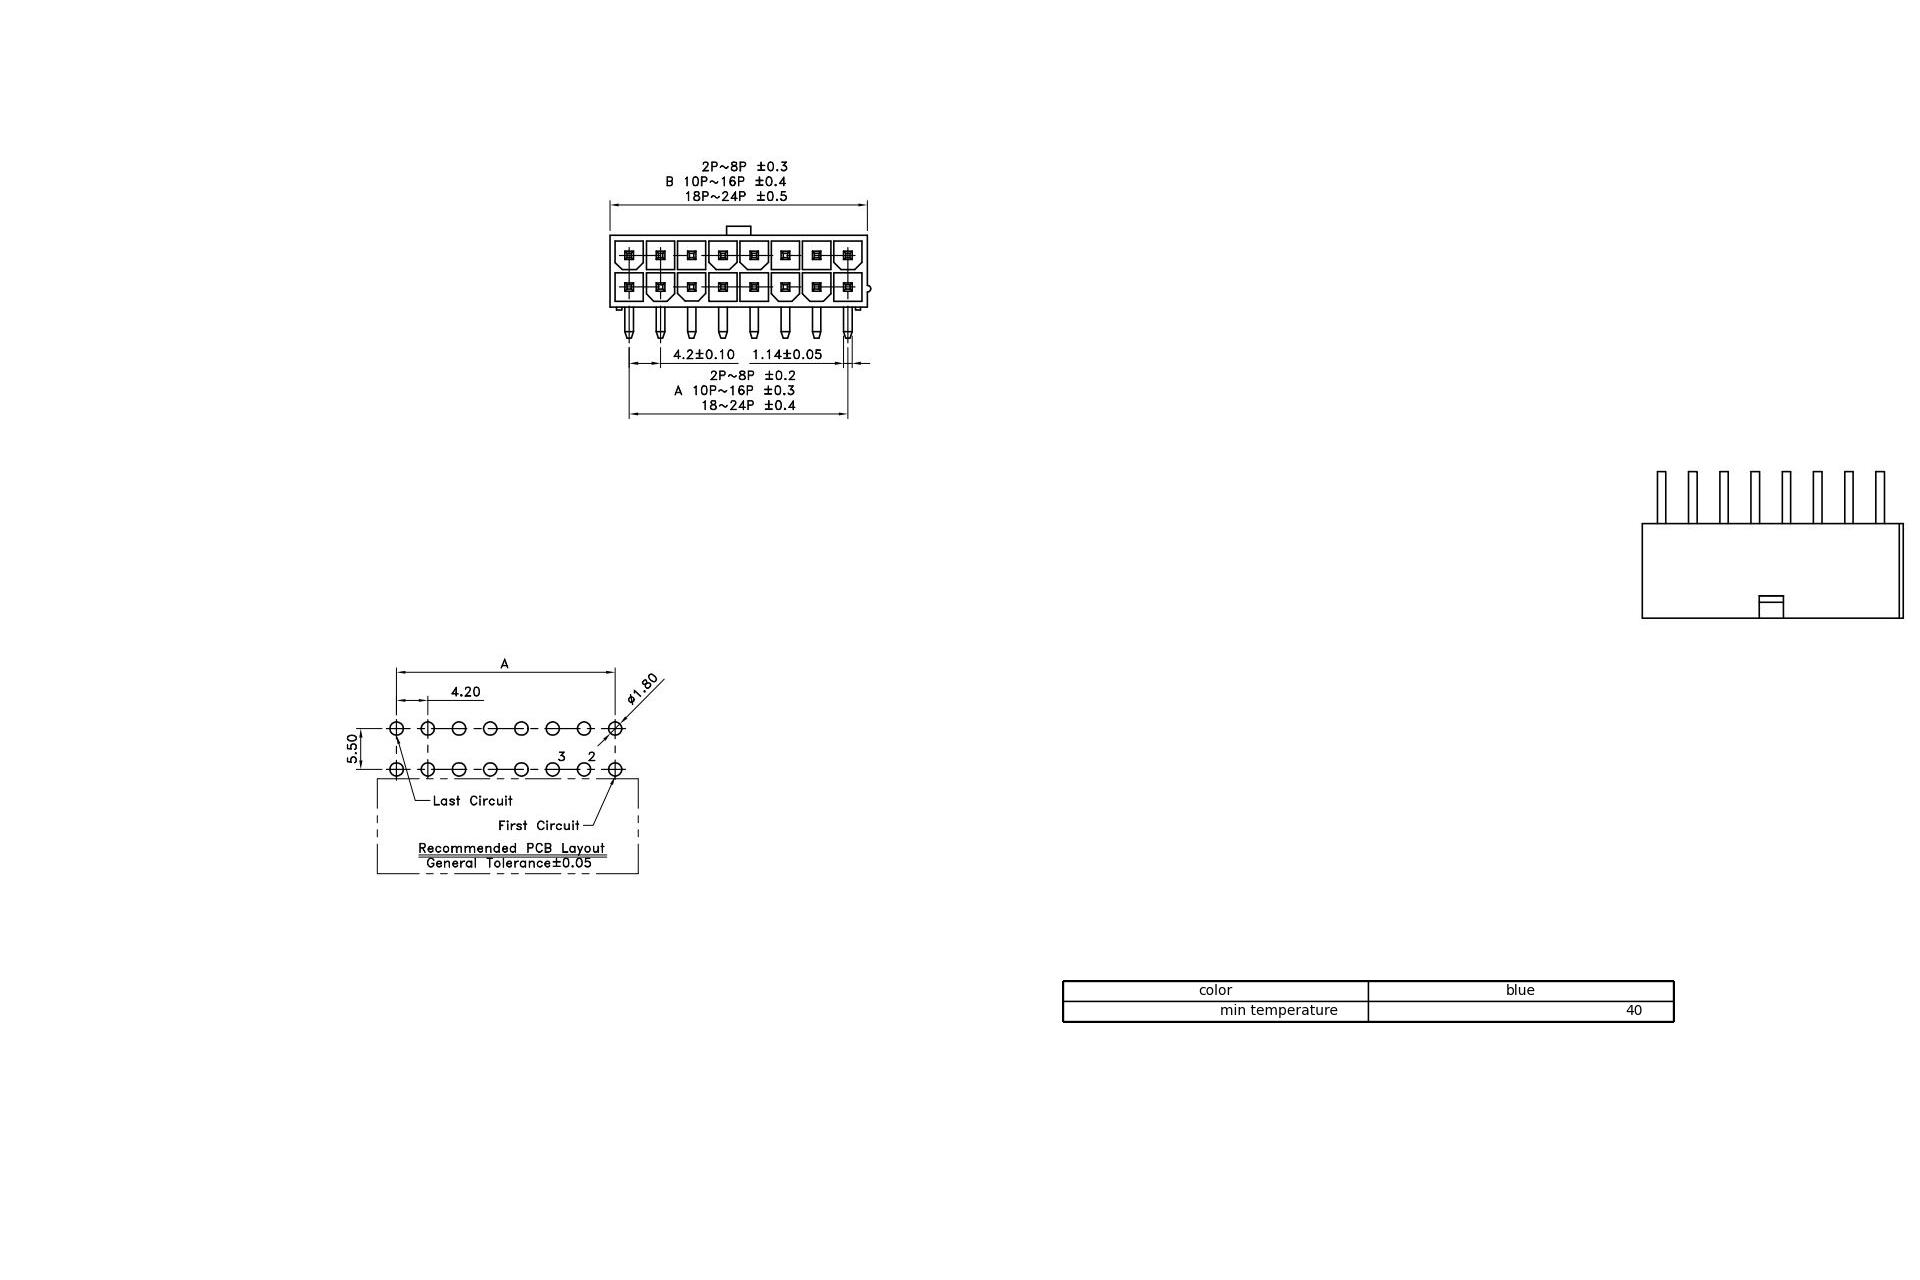 2P~8P ±0.3
B 10P~16P ±0.4
18P~24P ±0.5
4.2±0.10 1.14±0.05
2P~8P ±0.2
A 10P~16P ±0.3
18~24P ±0.4
A
4.20
ø1.80
5.50
3 2
Last Circuit
First Circuit
Recommended PCB Layout
General Tolerance±0.05
color blue
min temperature 40